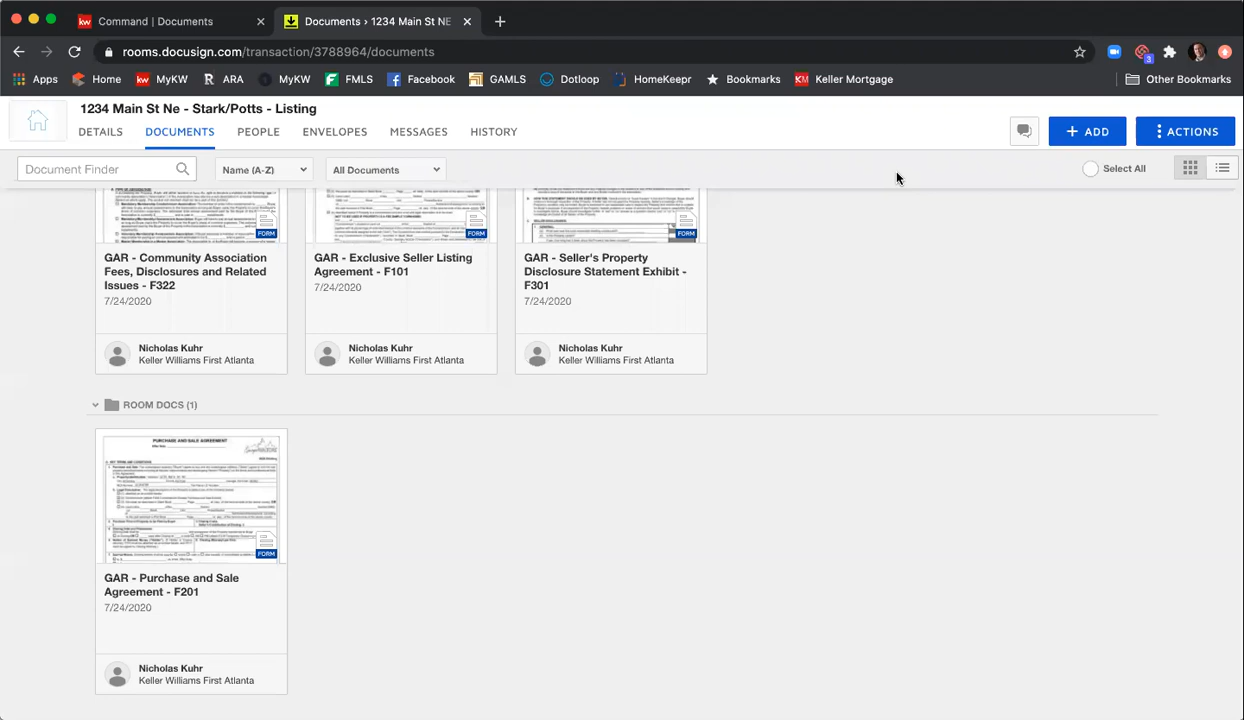 kw Command | Documents
Documents › 1234 Main St NE
rooms.docusign.com/transaction/3788964/documents
3
Apps Home kw MyKW R ARA MyKW FMLS Facebook GAMLS Dotloop HomeKeepr Bookmarks KM Keller Mortgage Other Bookmarks
1234 Main St Ne - Stark/Potts - Listing
DETAILS DOCUMENTS PEOPLE ENVELOPES MESSAGES HISTORY
+ ADD
ACTIONS
Document Finder
Name (A-Z)
All Documents
Select All
FORM
FORM
FORM
GAR - Community Association
Fees, Disclosures and Related
Issues - F322
7/24/2020
Nicholas Kuhr
Keller Williams First Atlanta
GAR - Exclusive Seller Listing
Agreement - F101
7/24/2020
Nicholas Kuhr
Keller Williams First Atlanta
GAR - Seller's Property
Disclosure Statement Exhibit -
F301
7/24/2020
Nicholas Kuhr
Keller Williams First Atlanta
ROOM DOCS (1)
PURCHASE AND SALE AGREEMENT
FORM
GAR - Purchase and Sale
Agreement - F201
7/24/2020
Nicholas Kuhr
Keller Williams First Atlanta